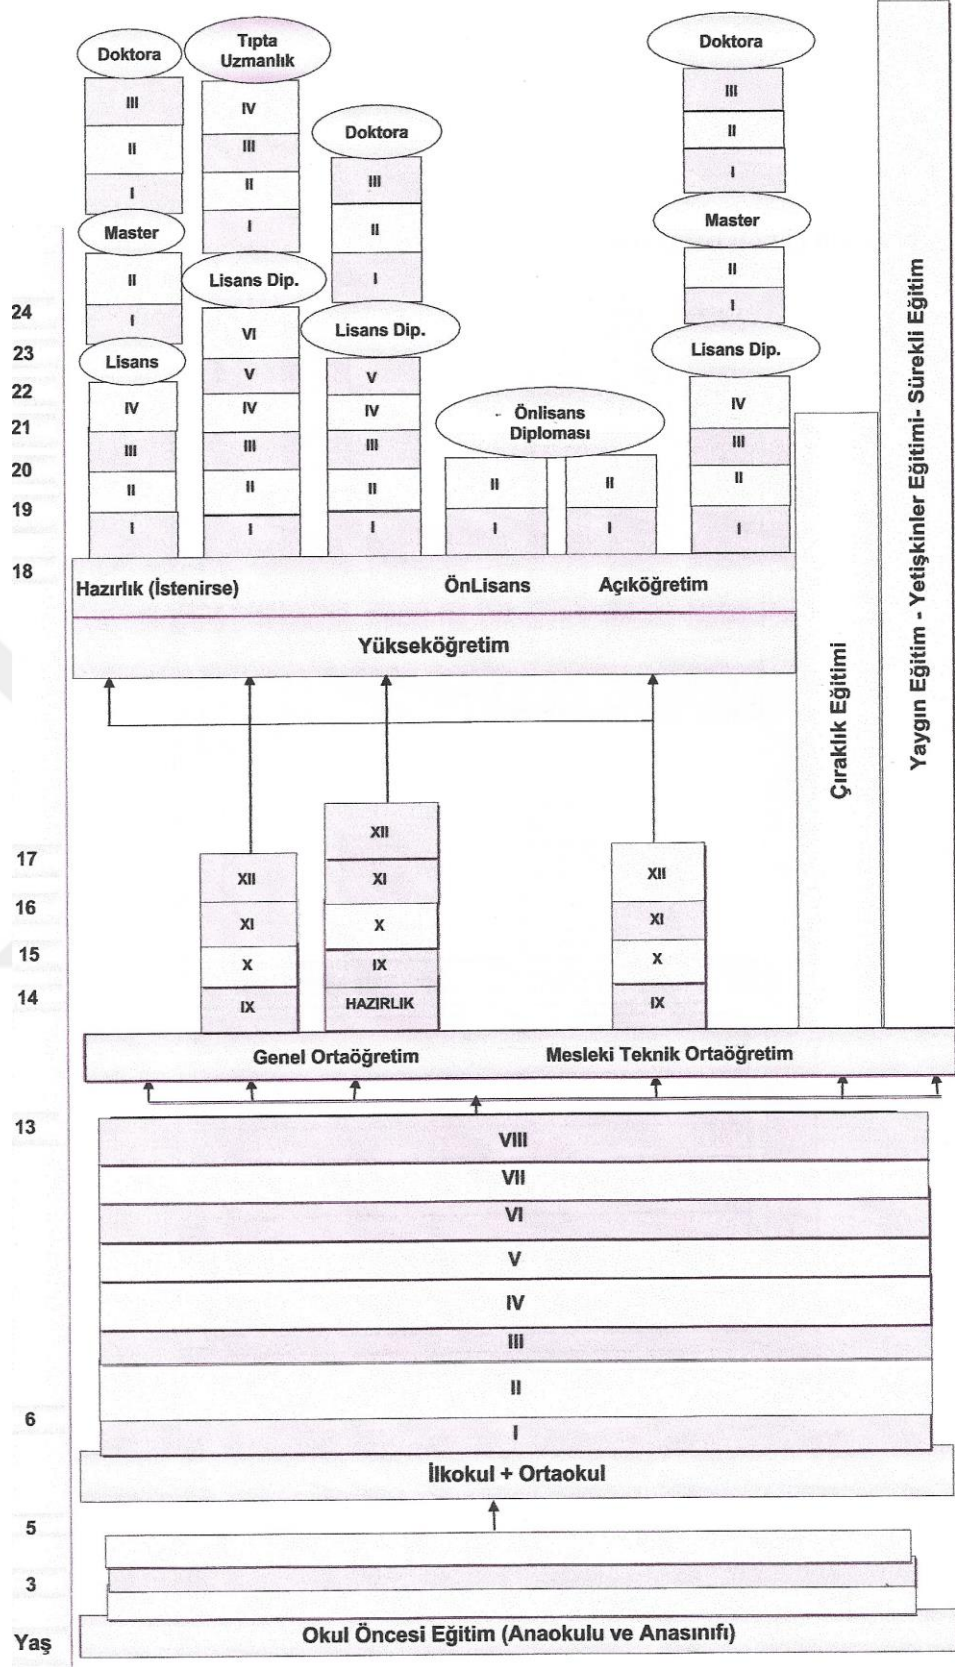 Doktora
Tıpta
Uzmanlık
Doktora
III
IV
III
II
III
Doktora
II
I
II
III
I
Master
I
II
Master
II
Lisans Dip.
I
II
24
I
VI
Lisans Dip.
I
23
Lisans
V
V
Lisans Dip.
22
IV
IV
IV
Önlisans
Diploması
IV
21
III
III
III
III
20
II
II
II
II
II
II
19
I
I
I
I
I
I
18
Hazırlık (İstenirse)
ÖnLisans
Açıköğretim
Yükseköğretim
Çıraklık Eğitimi
Yaygın Eğitim - Yetişkinler Eğitimi- Sürekli Eğitim
XII
17
XII
XI
XII
16
XI
X
XI
15
X
IX
X
14
IX
HAZIRLIK
IX
Genel Ortaöğretim
Mesleki Teknik Ortaöğretim
13
VIII
VII
VI
V
IV
III
II
6
I
İlkokul + Ortaokul
5
3
Yaş
Okul Öncesi Eğitim (Anaokulu ve Anasınıfı)